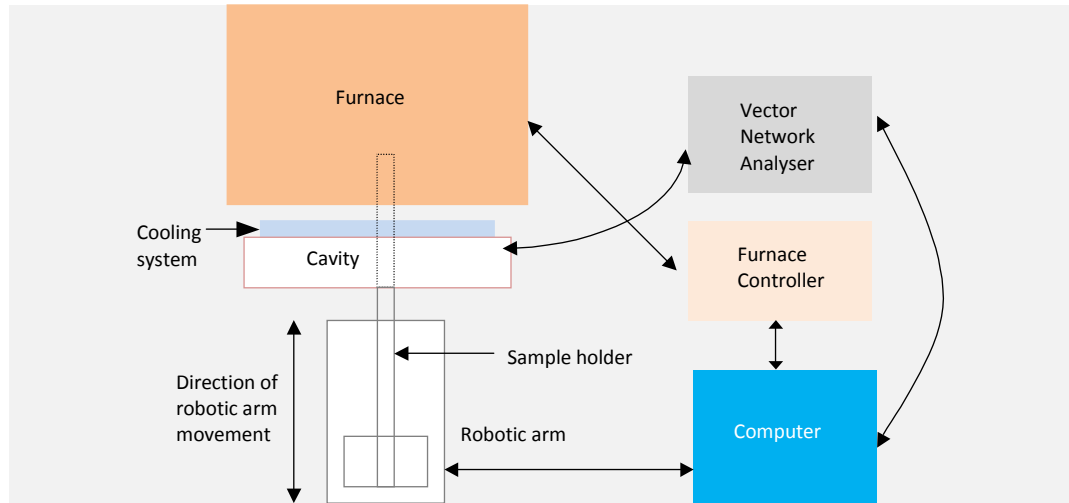 Furnace
Vector
Network
Analyser
Cooling
system
Cavity
Furnace
Controller
Sample holder
Direction of
robotic arm
movement
Robotic arm
Computer